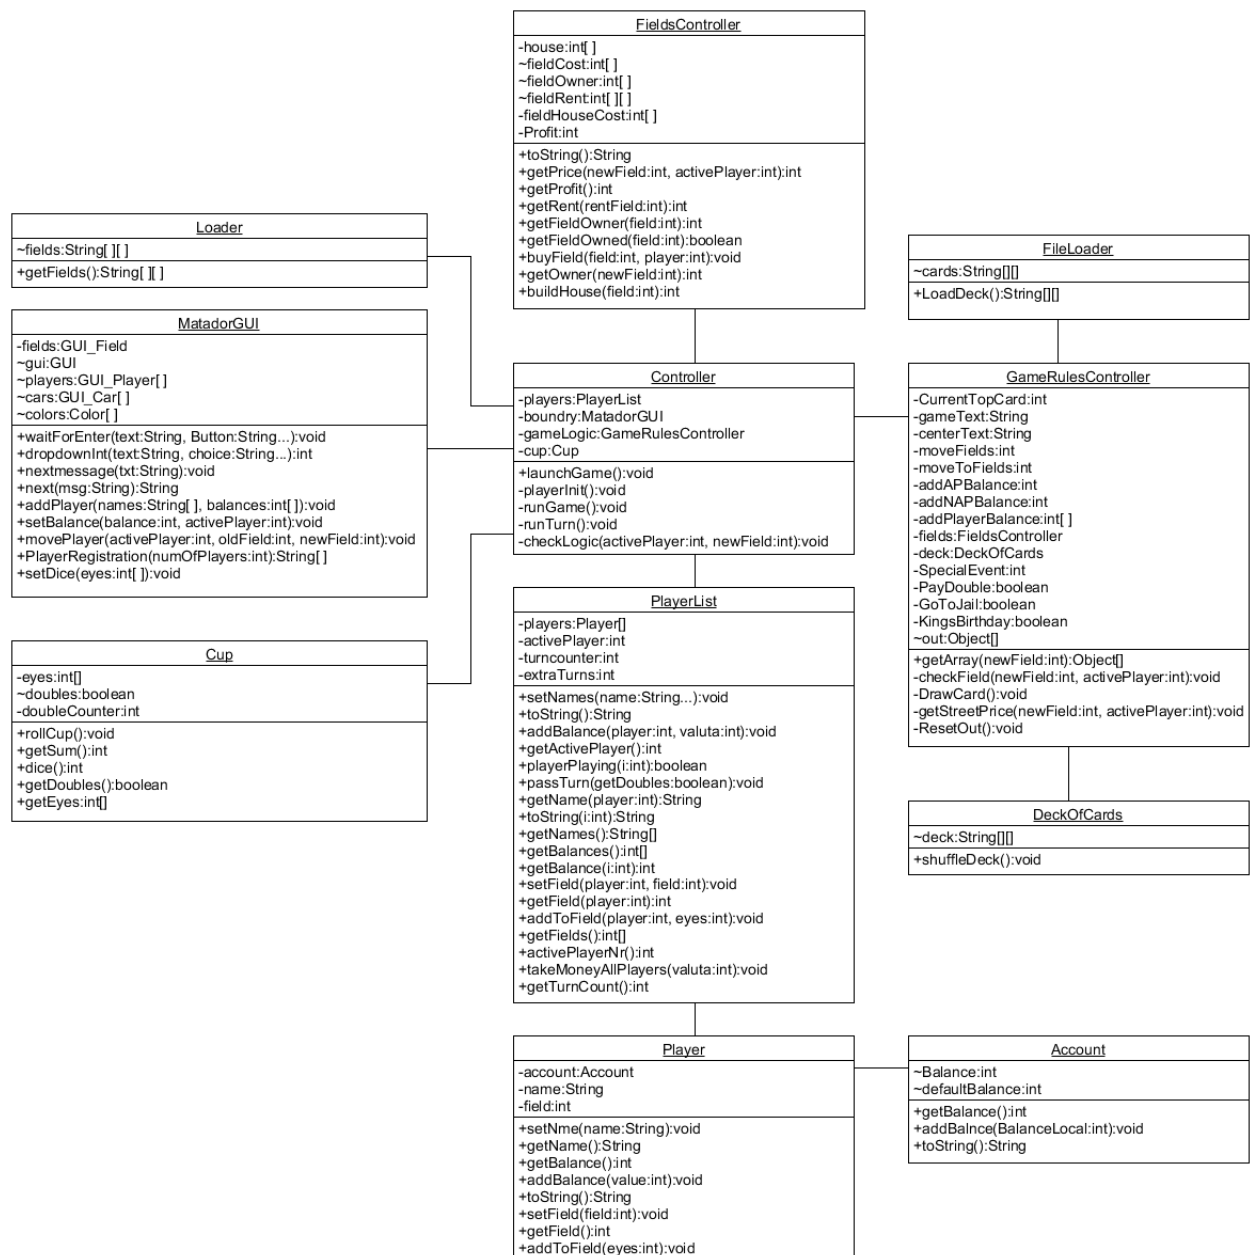 FieldsController
-house:int[ ]
~fieldCost:int[ ]
~fieldOwner:int[ ]
~fieldRent:int[ ][ ]
-fieldHouseCost:int[ ]
-Profit:int
+toString():String
+getPrice(newField:int, activePlayer:int):int
+getProfit():int
+getRent(rentField:int):int
+getFieldOwner(field:int):int
+getFieldOwned(field:int):boolean
+buyField(field:int, player:int):void
+getOwner(newField:int):int
+buildHouse(field:int):int
Loader
~fields:String[ ][ ]
+getFields():String[ ][ ]
FileLoader
~cards:String[][]
+LoadDeck():String[][]
MatadorGUI
-fields:GUI_Field
~gui:GUI
~players:GUI_Player[ ]
~cars:GUI_Car[ ]
~colors:Color[ ]
+waitForEnter(text:String, Button:String...):void
+dropdownInt(text:String, choice:String...):int
+nextmessage(txt:String):void
+next(msg:String):String
+addPlayer(names:String[ ], balances:int[ ]):void
+setBalance(balance:int, activePlayer:int):void
+movePlayer(activePlayer:int, oldField:int, newField:int):void
+PlayerRegistration(numOfPlayers:int):String[ ]
+setDice(eyes:int[ ]):void
Controller
-players:PlayerList
-boundry:MatadorGUI
-gameLogic:GameRulesController
-cup:Cup
+launchGame():void
-playerInit():void
-runGame():void
-runTurn():void
-checkLogic(activePlayer:int, newField:int):void
GameRulesController
-CurrentTopCard:int
-gameText:String
-centerText:String
-moveFields:int
-moveToFields:int
-addAPBalance:int
-addNAPBalance:int
-addPlayerBalance:int[ ]
-fields:FieldsController
-deck:DeckOfCards
-SpecialEvent:int
-PayDouble:boolean
-GoToJail:boolean
-KingsBirthday:boolean
~out:Object[]
+getArray(newField:int):Object[]
-checkField(newField:int, activePlayer:int):void
-DrawCard():void
-getStreetPrice(newField:int, activePlayer:int):void
-ResetOut():void
Cup
-eyes:int[]
~doubles:boolean
-doubleCounter:int
+rollCup():void
+getSum():int
+dice():int
+getDoubles():boolean
+getEyes:int[]
PlayerList
-players:Player[]
-activePlayer:int
-turncounter:int
-extraTurns:int
+setNames(name:String...):void
+toString():String
+addBalance(player:int, valuta:int):void
+getActivePlayer():int
+playerPlaying(i:int):boolean
+passTurn(getDoubles:boolean):void
+getName(player:int):String
+toString(i:int):String
+getNames():String[]
+getBalances():int[]
+getBalance(i:int):int
+setField(player:int, field:int):void
+getField(player:int):int
+addToField(player:int, eyes:int):void
+getFields():int[]
+activePlayerNr():int
+takeMoneyAllPlayers(valuta:int):void
+getTurnCount():int
DeckOfCards
~deck:String[][]
+shuffleDeck():void
Player
-account:Account
-name:String
-field:int
+setNme(name:String):void
+getName():String
+getBalance():int
+addBalance(value:int):void
+toString():String
+setField(field:int):void
+getField():int
+addToField(eyes:int):void
Account
~Balance:int
~defaultBalance:int
+getBalance():int
+addBalnce(BalanceLocal:int):void
+toString():String